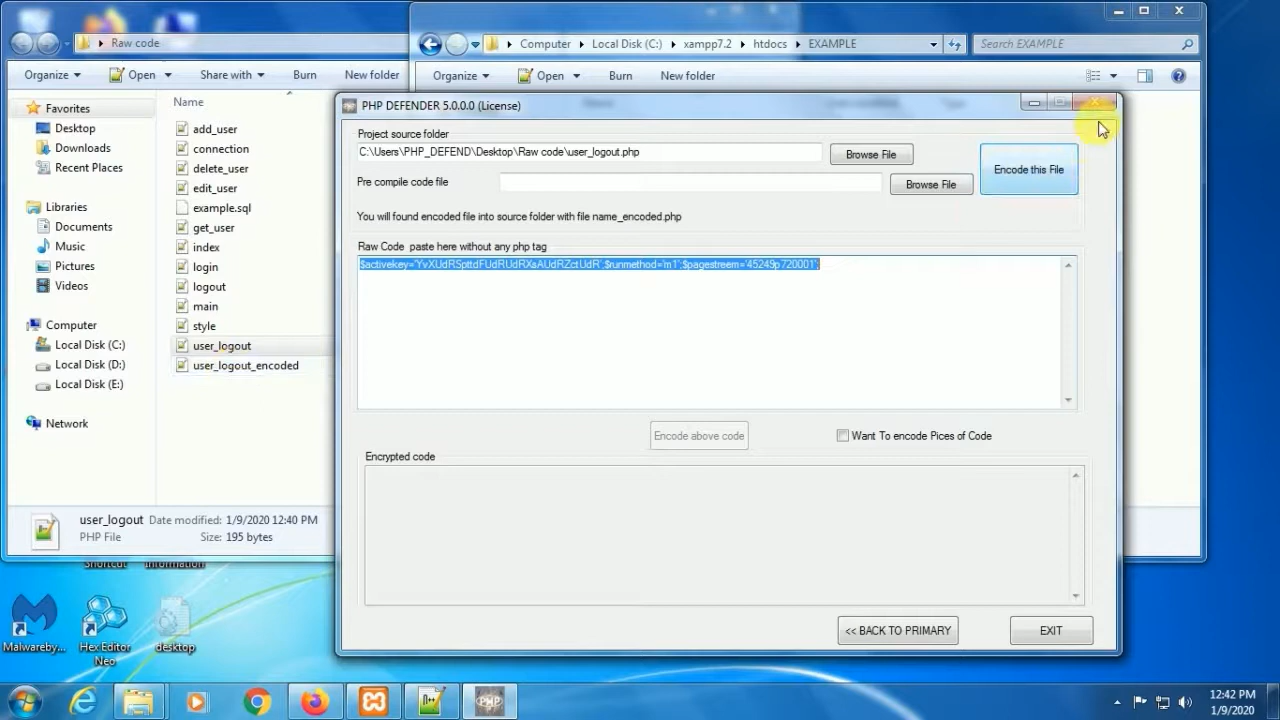 Raw code
Organize Open Share with Burn New folder
Favorites
Desktop
Downloads
Recent Places
Libraries
Documents
Music
Pictures
Videos
Computer
Local Disk (C:)
Local Disk (D:)
Local Disk (E:)
Network
Name
add_user
connection
delete_user
edit_user
example.sql
get_user
index
login
logout
main
style
user_logout
user_logout_encoded
user_logout Date modified: 1/9/2020 12:40 PM
PHP File Size: 195 bytes
Computer Local Disk (C:) xampp7.2 htdocs EXAMPLE
Search EXAMPLE
Organize Open Burn New folder
PHP DEFENDER 5.0.0.0 (License)
Project source folder
C:\Users\PHP_DEFEND\Desktop\Raw code\user_logout.php
Browse File
Encode this File
Pre compile code file
Browse File
You will found encoded file into source folder with file name_encoded.php
Raw Code paste here without any php tag
$activekey='YvXUdRSpttdFUdRUdRXsAUdRZctUdR';$runmethod='m1';$pagestreem='45249p720001';
Encode above code
Want To encode Pices of Code
Encrypted code
<< BACK TO PRIMARY
EXIT
Shortcut
Information
Malwareby...
Hex Editor
Neo
desktop
PHP
12:42 PM
1/9/2020